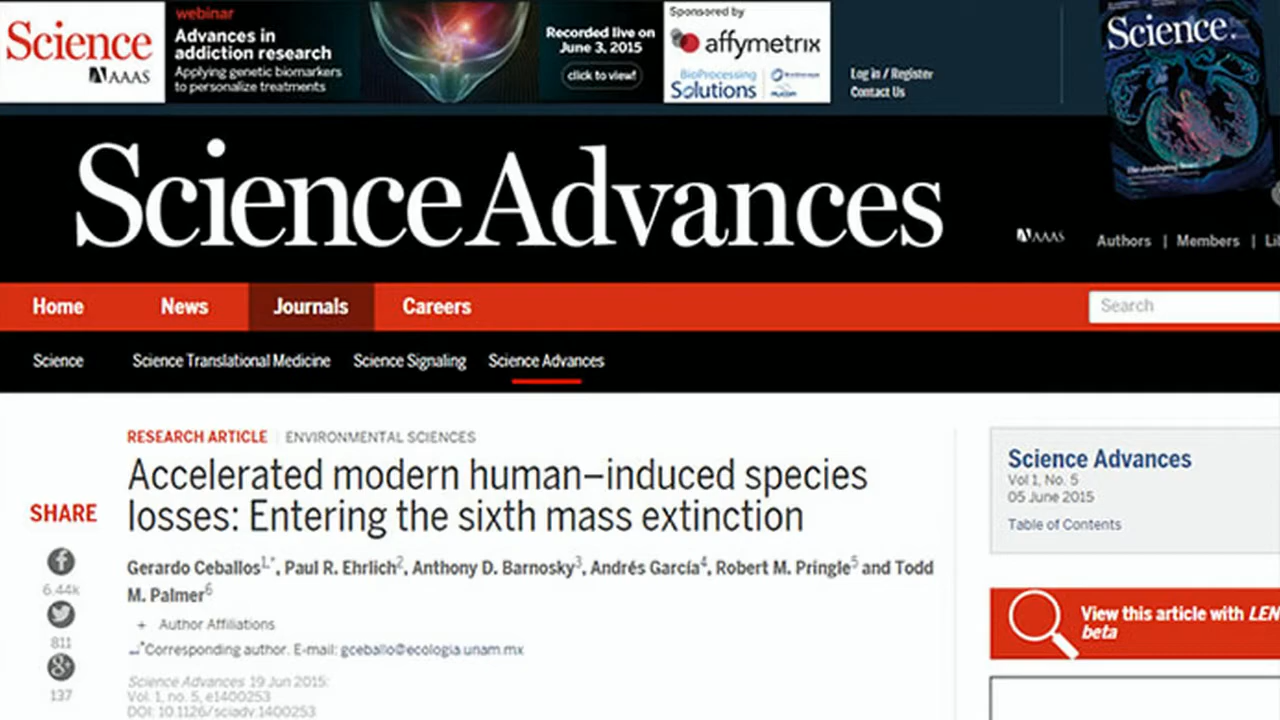 Science
AAAS
webinar
Advances in
addiction research
Applying genetic biomarkers
to personalize treatments
Recorded live on
June 3, 2015
click to view!
Sponsored by
affymetrix
BioProcessing
Solutions
Log in / Register
Contact Us
Science
Science Advances
AAAS
Authors | Members |
Home News Journals Careers
Search
Science Science Translational Medicine Science Signaling Science Advances
RESEARCH ARTICLE ENVIRONMENTAL SCIENCES
Accelerated modern human–induced species
losses: Entering the sixth mass extinction
Gerardo Ceballos1,*, Paul R. Ehrlich2, Anthony D. Barnosky3, Andrés García4, Robert M. Pringle5 and Todd
M. Palmer6
+ Author Affiliations
*Corresponding author. E-mail: gceballo@ecologia.unam.mx
Science Advances 19 Jun 2015:
Vol. 1, no. 5, e1400253
DOI: 10.1126/sciadv.1400253
SHARE
6.44k
811
137
Science Advances
Vol 1, No. 5
05 June 2015
Table of Contents
View this article with LEN
beta